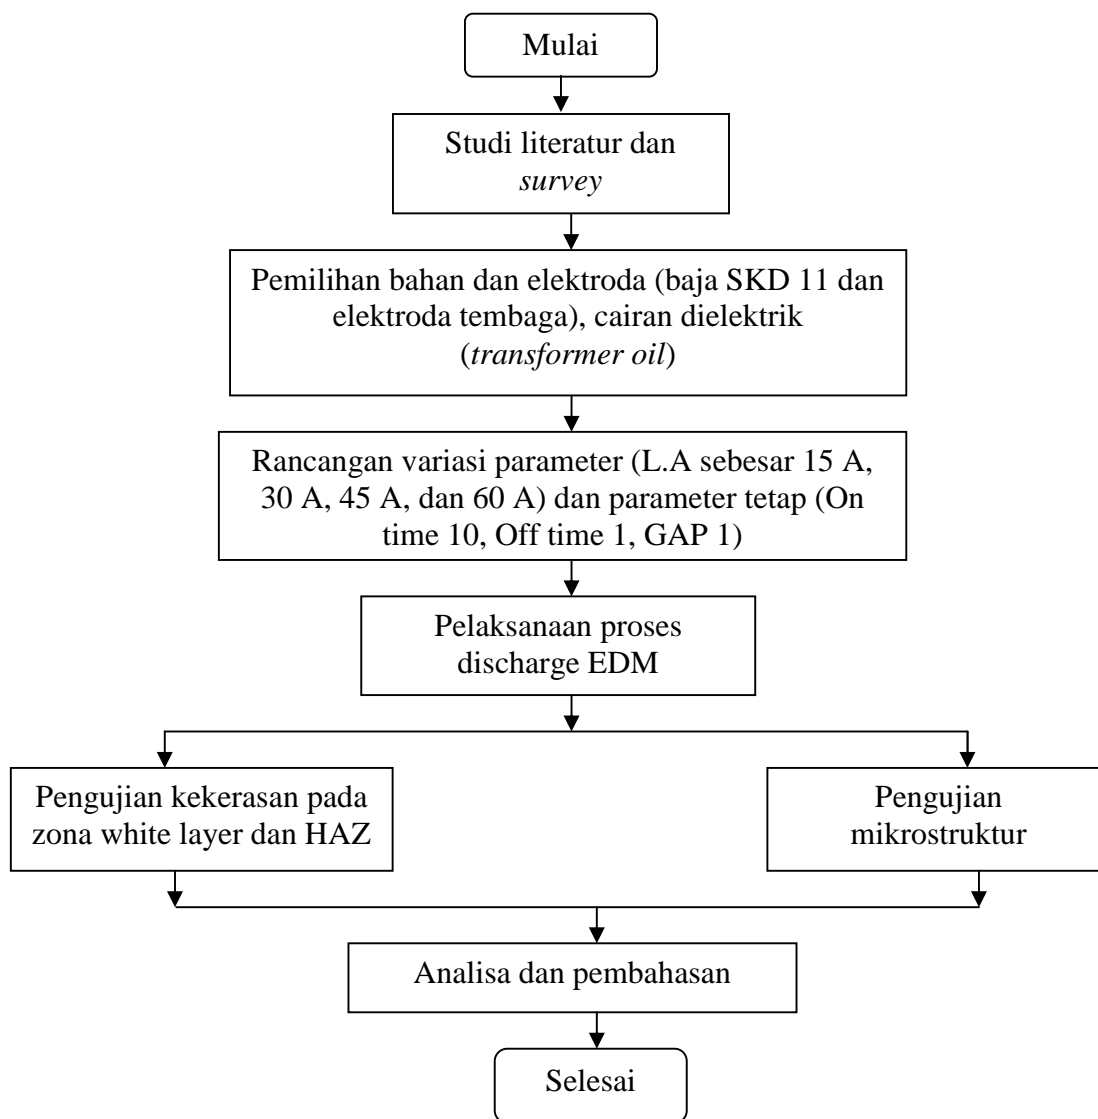 Mulai
Studi literatur dan
survey
Pemilihan bahan dan elektroda (baja SKD 11 dan
elektroda tembaga), cairan dielektrik
(transformer oil)
Rancangan variasi parameter (L.A sebesar 15 A,
30 A, 45 A, dan 60 A) dan parameter tetap (On
time 10, Off time 1, GAP 1)
Pelaksanaan proses
discharge EDM
Pengujian kekerasan pada
zona white layer dan HAZ
Pengujian
mikrostruktur
Analisa dan pembahasan
Selesai